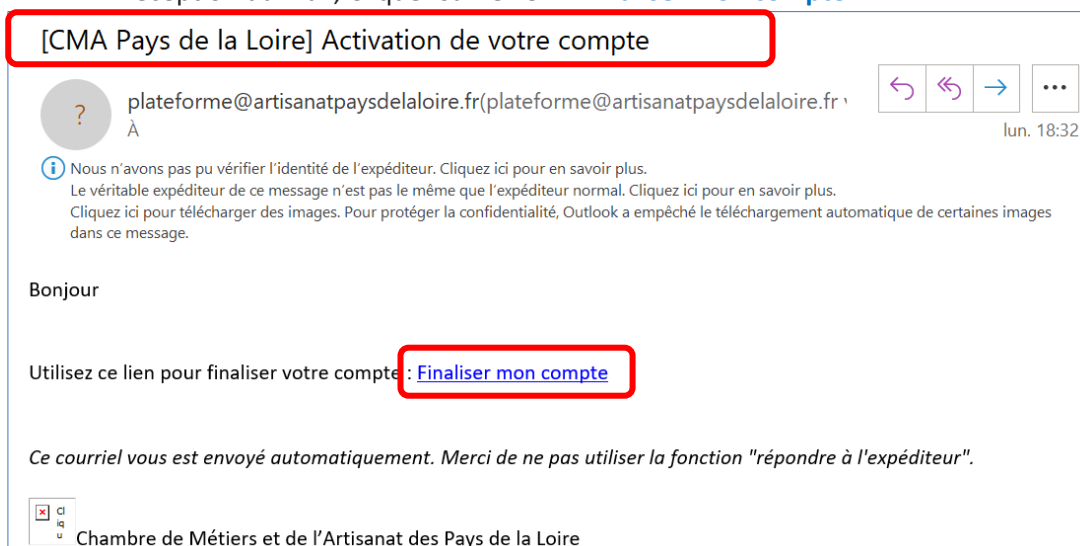 [CMA Pays de la Loire] Activation de votre compte
?
plateforme@artisanatpaysdelaloire.fr(plateforme@artisanatpaysdelaloire.fr
À
lun. 18:32
Nous n'avons pas pu vérifier l'identité de l'expéditeur. Cliquez ici pour en savoir plus.
Le véritable expéditeur de ce message n'est pas le même que l'expéditeur normal. Cliquez ici pour en savoir plus.
Cliquez ici pour télécharger des images. Pour protéger la confidentialité, Outlook a empêché le téléchargement automatique de certaines images
dans ce message.
Bonjour
Utilisez ce lien pour finaliser votre compte : Finaliser mon compte
Ce courriel vous est envoyé automatiquement. Merci de ne pas utiliser la fonction "répondre à l'expéditeur".
Cl
iq
u
Chambre de Métiers et de l'Artisanat des Pays de la Loire